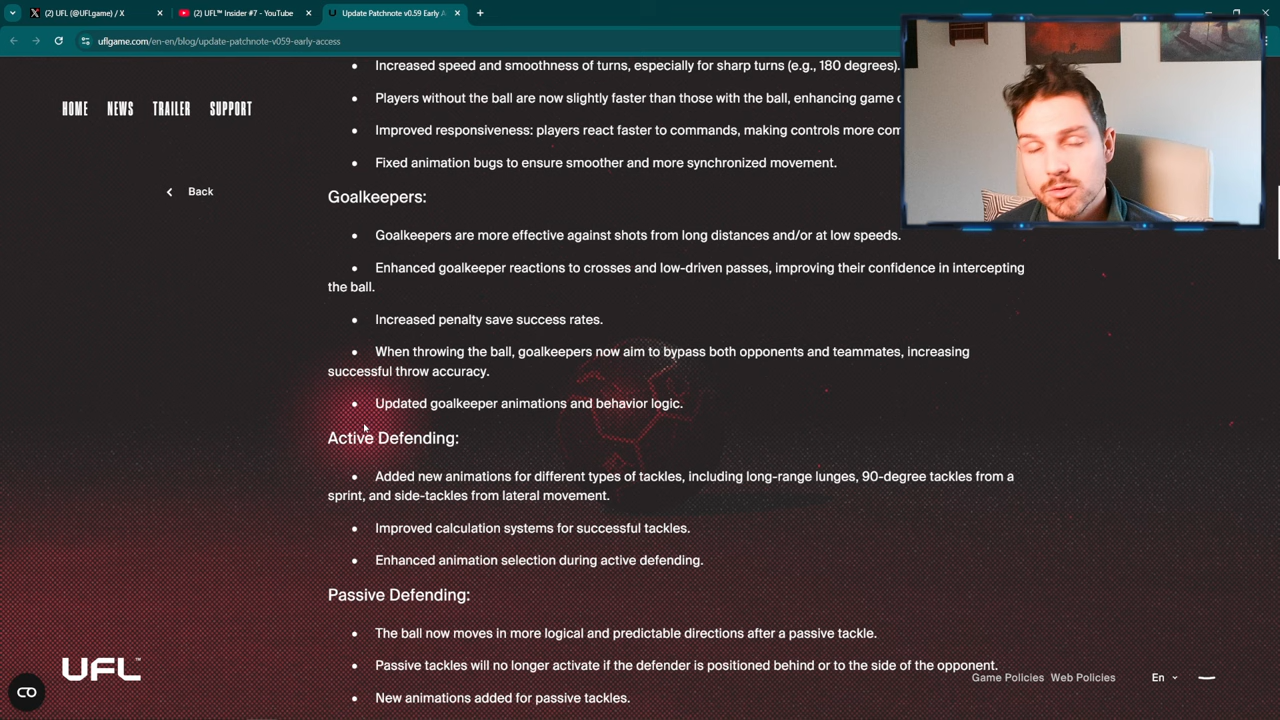 (2) UFL (@UFLgame) / X
(2) UFL™ Insider #7 - YouTube
Update Patchnote v0.59 Early A
uflgame.com/en-en/blog/update-patchnote-v059-early-access
HOME NEWS TRAILER SUPPORT
Back
• Increased speed and smoothness of turns, especially for sharp turns (e.g., 180 degrees).
• Players without the ball are now slightly faster than those with the ball, enhancing game
• Improved responsiveness: players react faster to commands, making controls more
• Fixed animation bugs to ensure smoother and more synchronized movement.
Goalkeepers:
• Goalkeepers are more effective against shots from long distances and/or at low speeds.
• Enhanced goalkeeper reactions to crosses and low-driven passes, improving their confidence in intercepting
the ball.
• Increased penalty save success rates.
• When throwing the ball, goalkeepers now aim to bypass both opponents and teammates, increasing
successful throw accuracy.
• Updated goalkeeper animations and behavior logic.
Active Defending:
• Added new animations for different types of tackles, including long-range lunges, 90-degree tackles from a
sprint, and side-tackles from lateral movement.
• Improved calculation systems for successful tackles.
• Enhanced animation selection during active defending.
Passive Defending:
• The ball now moves in more logical and predictable directions after a passive tackle.
• Passive tackles will no longer activate if the defender is positioned behind or to the side of the opponent.
• New animations added for passive tackles.
UFL™
Game Policies Web Policies
En